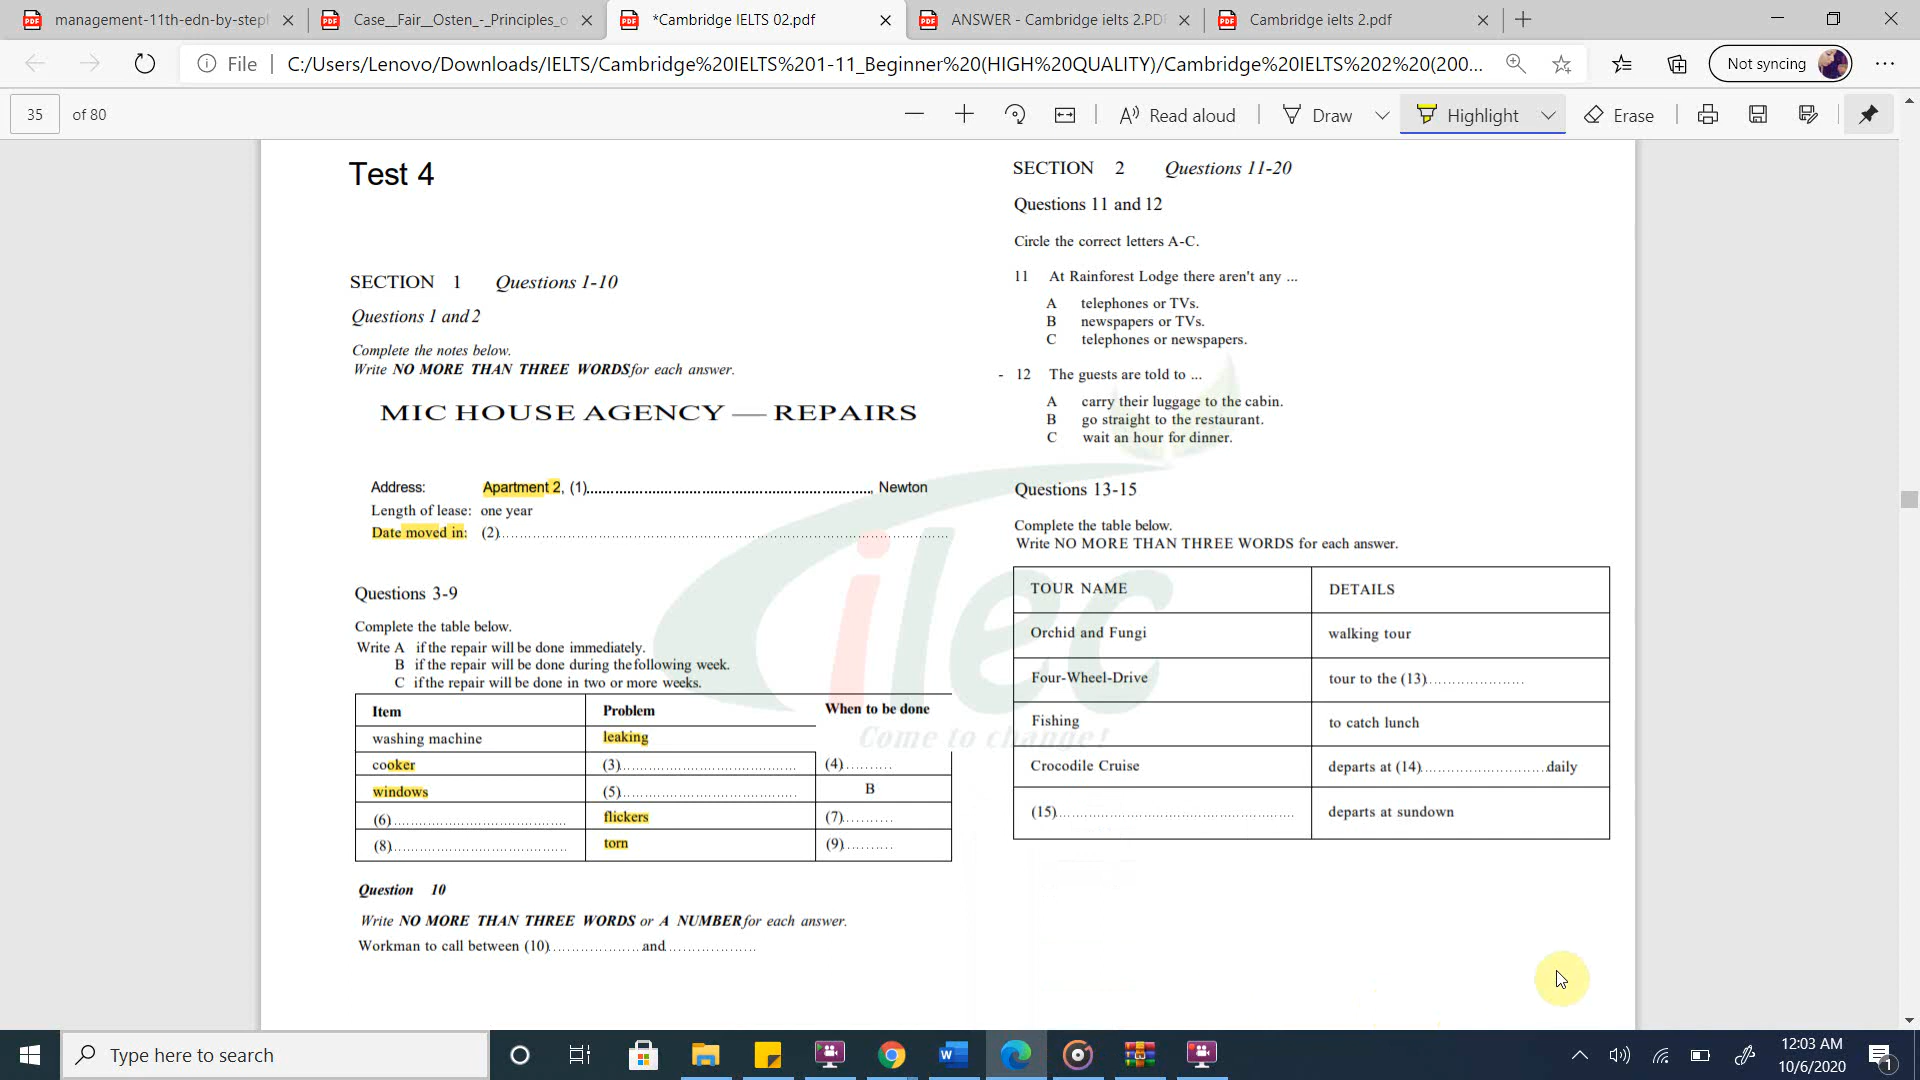 management-11th-edn-by-step
Case__Fair__Osten_-_Principles_o
*Cambridge IELTS 02.pdf
ANSWER - Cambridge ielts 2.PDF
Cambridge ielts 2.pdf
File
C:/Users/Lenovo/Downloads/IELTS/Cambridge%20IELTS%201-11_Beginner%20(HIGH%20QUALITY)/Cambridge%20IELTS%202%20(200...
Not syncing
35 of 80
Read aloud
Draw
Highlight
Erase
Test 4
SECTION 1 Questions 1-10
Questions 1 and 2
Complete the notes below.
Write NO MORE THAN THREE WORDS for each answer.
MIC HOUSE AGENCY — REPAIRS
Address: Apartment 2, (1)........................, Newton
Length of lease: one year
Date moved in: (2)........................
Questions 3-9
Complete the table below.
Write A if the repair will be done immediately.
B if the repair will be done during the following week.
C if the repair will be done in two or more weeks.
Item Problem When to be done
washing machine leaking
cooker (3)........................ (4)..........
windows (5)........................ B
(6)........................ flickers (7)..........
(8)........................ torn (9)..........
Question 10
Write NO MORE THAN THREE WORDS or A NUMBER for each answer.
Workman to call between (10)....................and....................
SECTION 2 Questions 11-20
Questions 11 and 12
Circle the correct letters A-C.
11 At Rainforest Lodge there aren't any ...
A telephones or TVs.
B newspapers or TVs.
C telephones or newspapers.
- 12 The guests are told to ...
A carry their luggage to the cabin.
B go straight to the restaurant.
C wait an hour for dinner.
Questions 13-15
Complete the table below.
Write NO MORE THAN THREE WORDS for each answer.
TOUR NAME DETAILS
Orchid and Fungi walking tour
Four-Wheel-Drive tour to the (13)....................
Fishing to catch lunch
Crocodile Cruise departs at (14)........................daily
(15)........................ departs at sundown
ilec
Come to change!
Type here to search
12:03 AM
10/6/2020
1